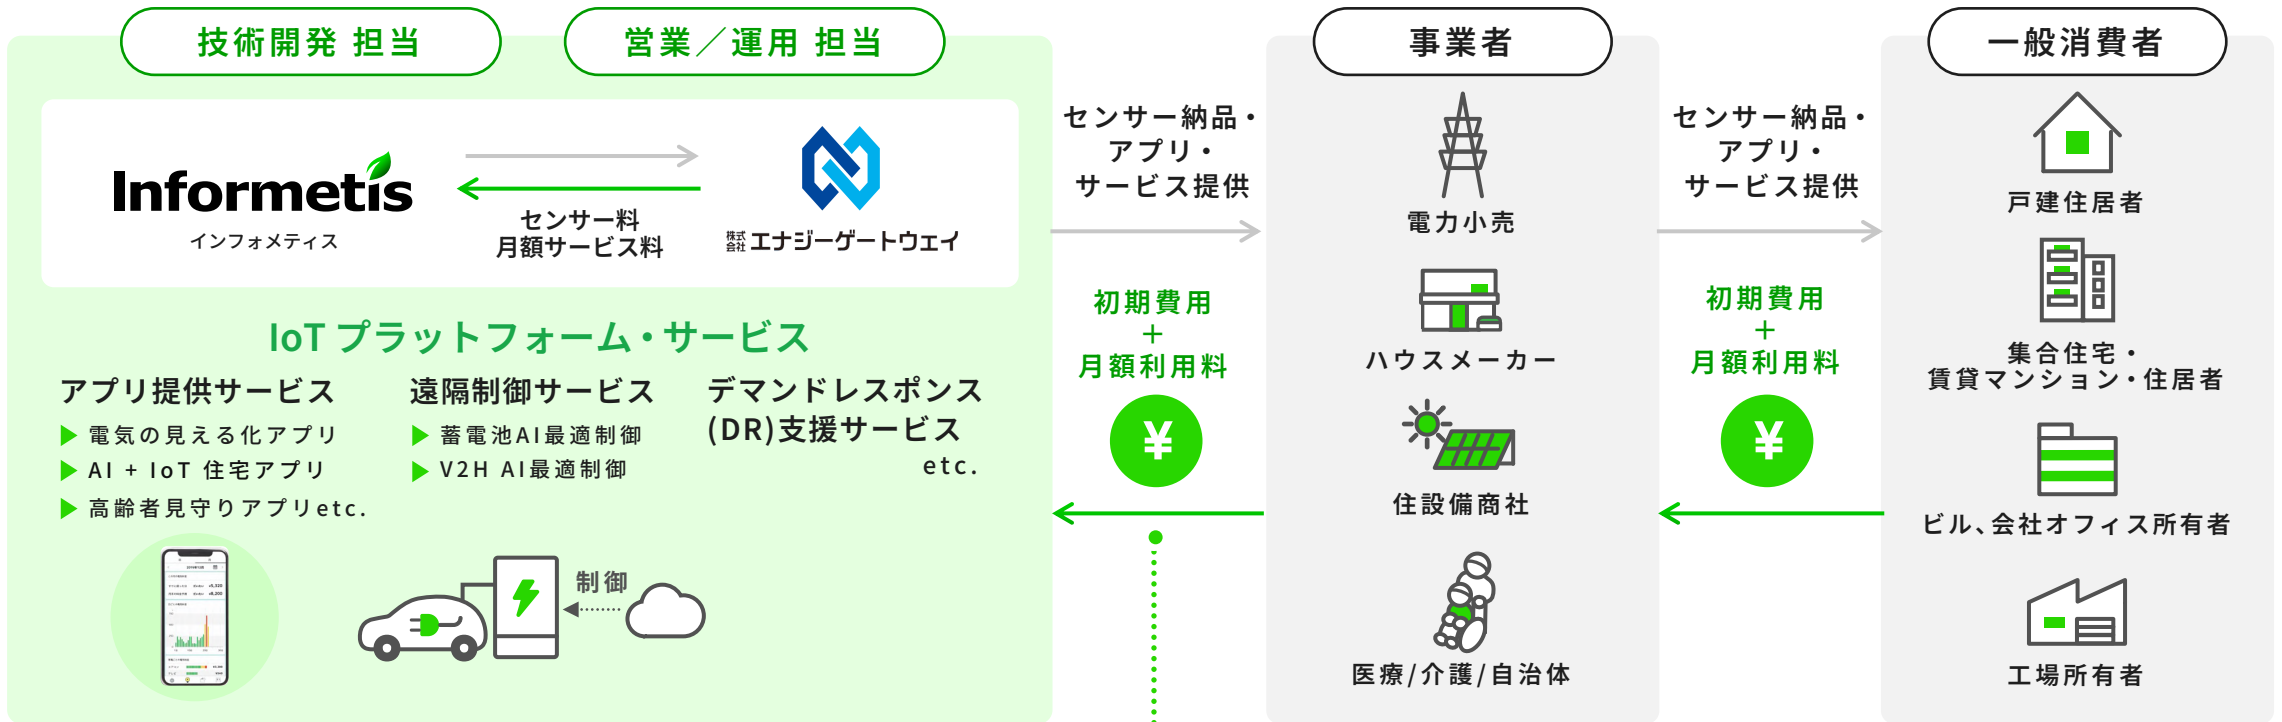 技術開発 担当
営業／運用 担当
Informetis
インフォメティス
センサー料
月額サービス料
株式会社 エナジーゲートウェイ
IoT プラットフォーム・サービス
アプリ提供サービス
電気の見える化アプリ
AI + IoT 住宅アプリ
高齢者見守りアプリetc.
遠隔制御サービス
蓄電池AI最適制御
V2H AI最適制御
デマンドレスポンス
(DR)支援サービス
etc.
制御
センサー納品・
アプリ・
サービス提供
初期費用
＋
月額利用料
¥
事業者
電力小売
ハウスメーカー
住設備商社
医療/介護/自治体
センサー納品・
アプリ・
サービス提供
初期費用
＋
月額利用料
¥
一般消費者
戸建住居者
集合住宅・
賃貸マンション・住居者
ビル、会社オフィス所有者
工場所有者